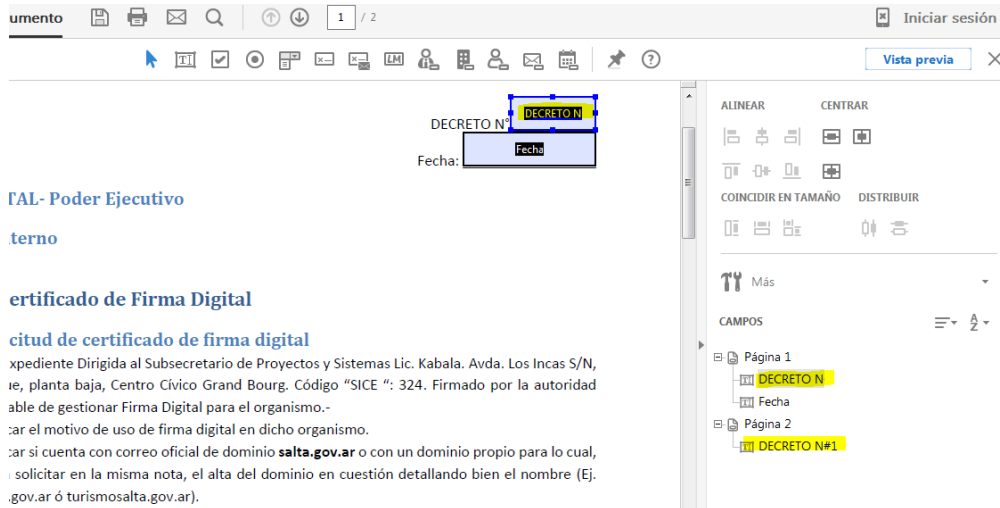 umento 1 / 2 Iniciar sesión
Vista previa
DECRETO N° DECRETO N
Fecha: Fecha
TAL- Poder Ejecutivo
terno
ertificado de Firma Digital
citud de certificado de firma digital
xpediente Dirigida al Subsecretario de Proyectos y Sistemas Lic. Kabala. Avda. Los Incas S/N,
ue, planta baja, Centro Cívico Grand Bourg. Código “SICE “: 324. Firmado por la autoridad
able de gestionar Firma Digital para el organismo.-
car el motivo de uso de firma digital en dicho organismo.
car si cuenta con correo oficial de dominio salta.gov.ar o con un dominio propio para lo cual,
solicitar en la misma nota, el alta del dominio en cuestión detallando bien el nombre (Ej.
.gov.ar ó turismosalta.gov.ar).
ALINEAR CENTRAR
COINCIDIR EN TAMAÑO DISTRIBUIR
Más
CAMPOS
Página 1
DECRETO N
Fecha
Página 2
DECRETO N#1